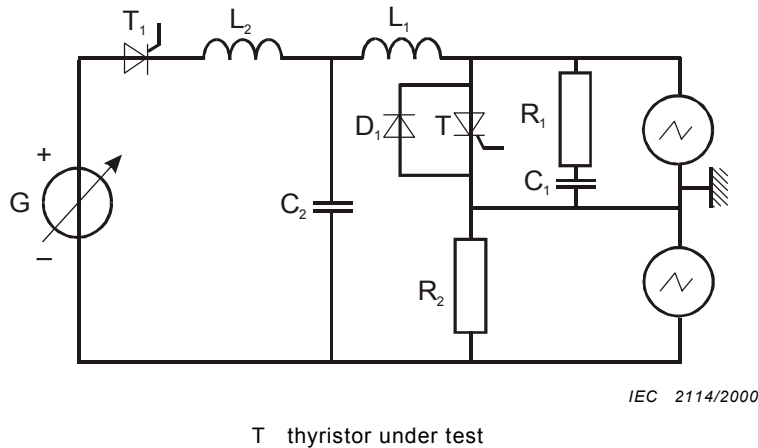 T₁ L₂ L₁
D₁ T R₁
+
G C₂ C₁
−
R₂
IEC 2114/2000
T thyristor under test